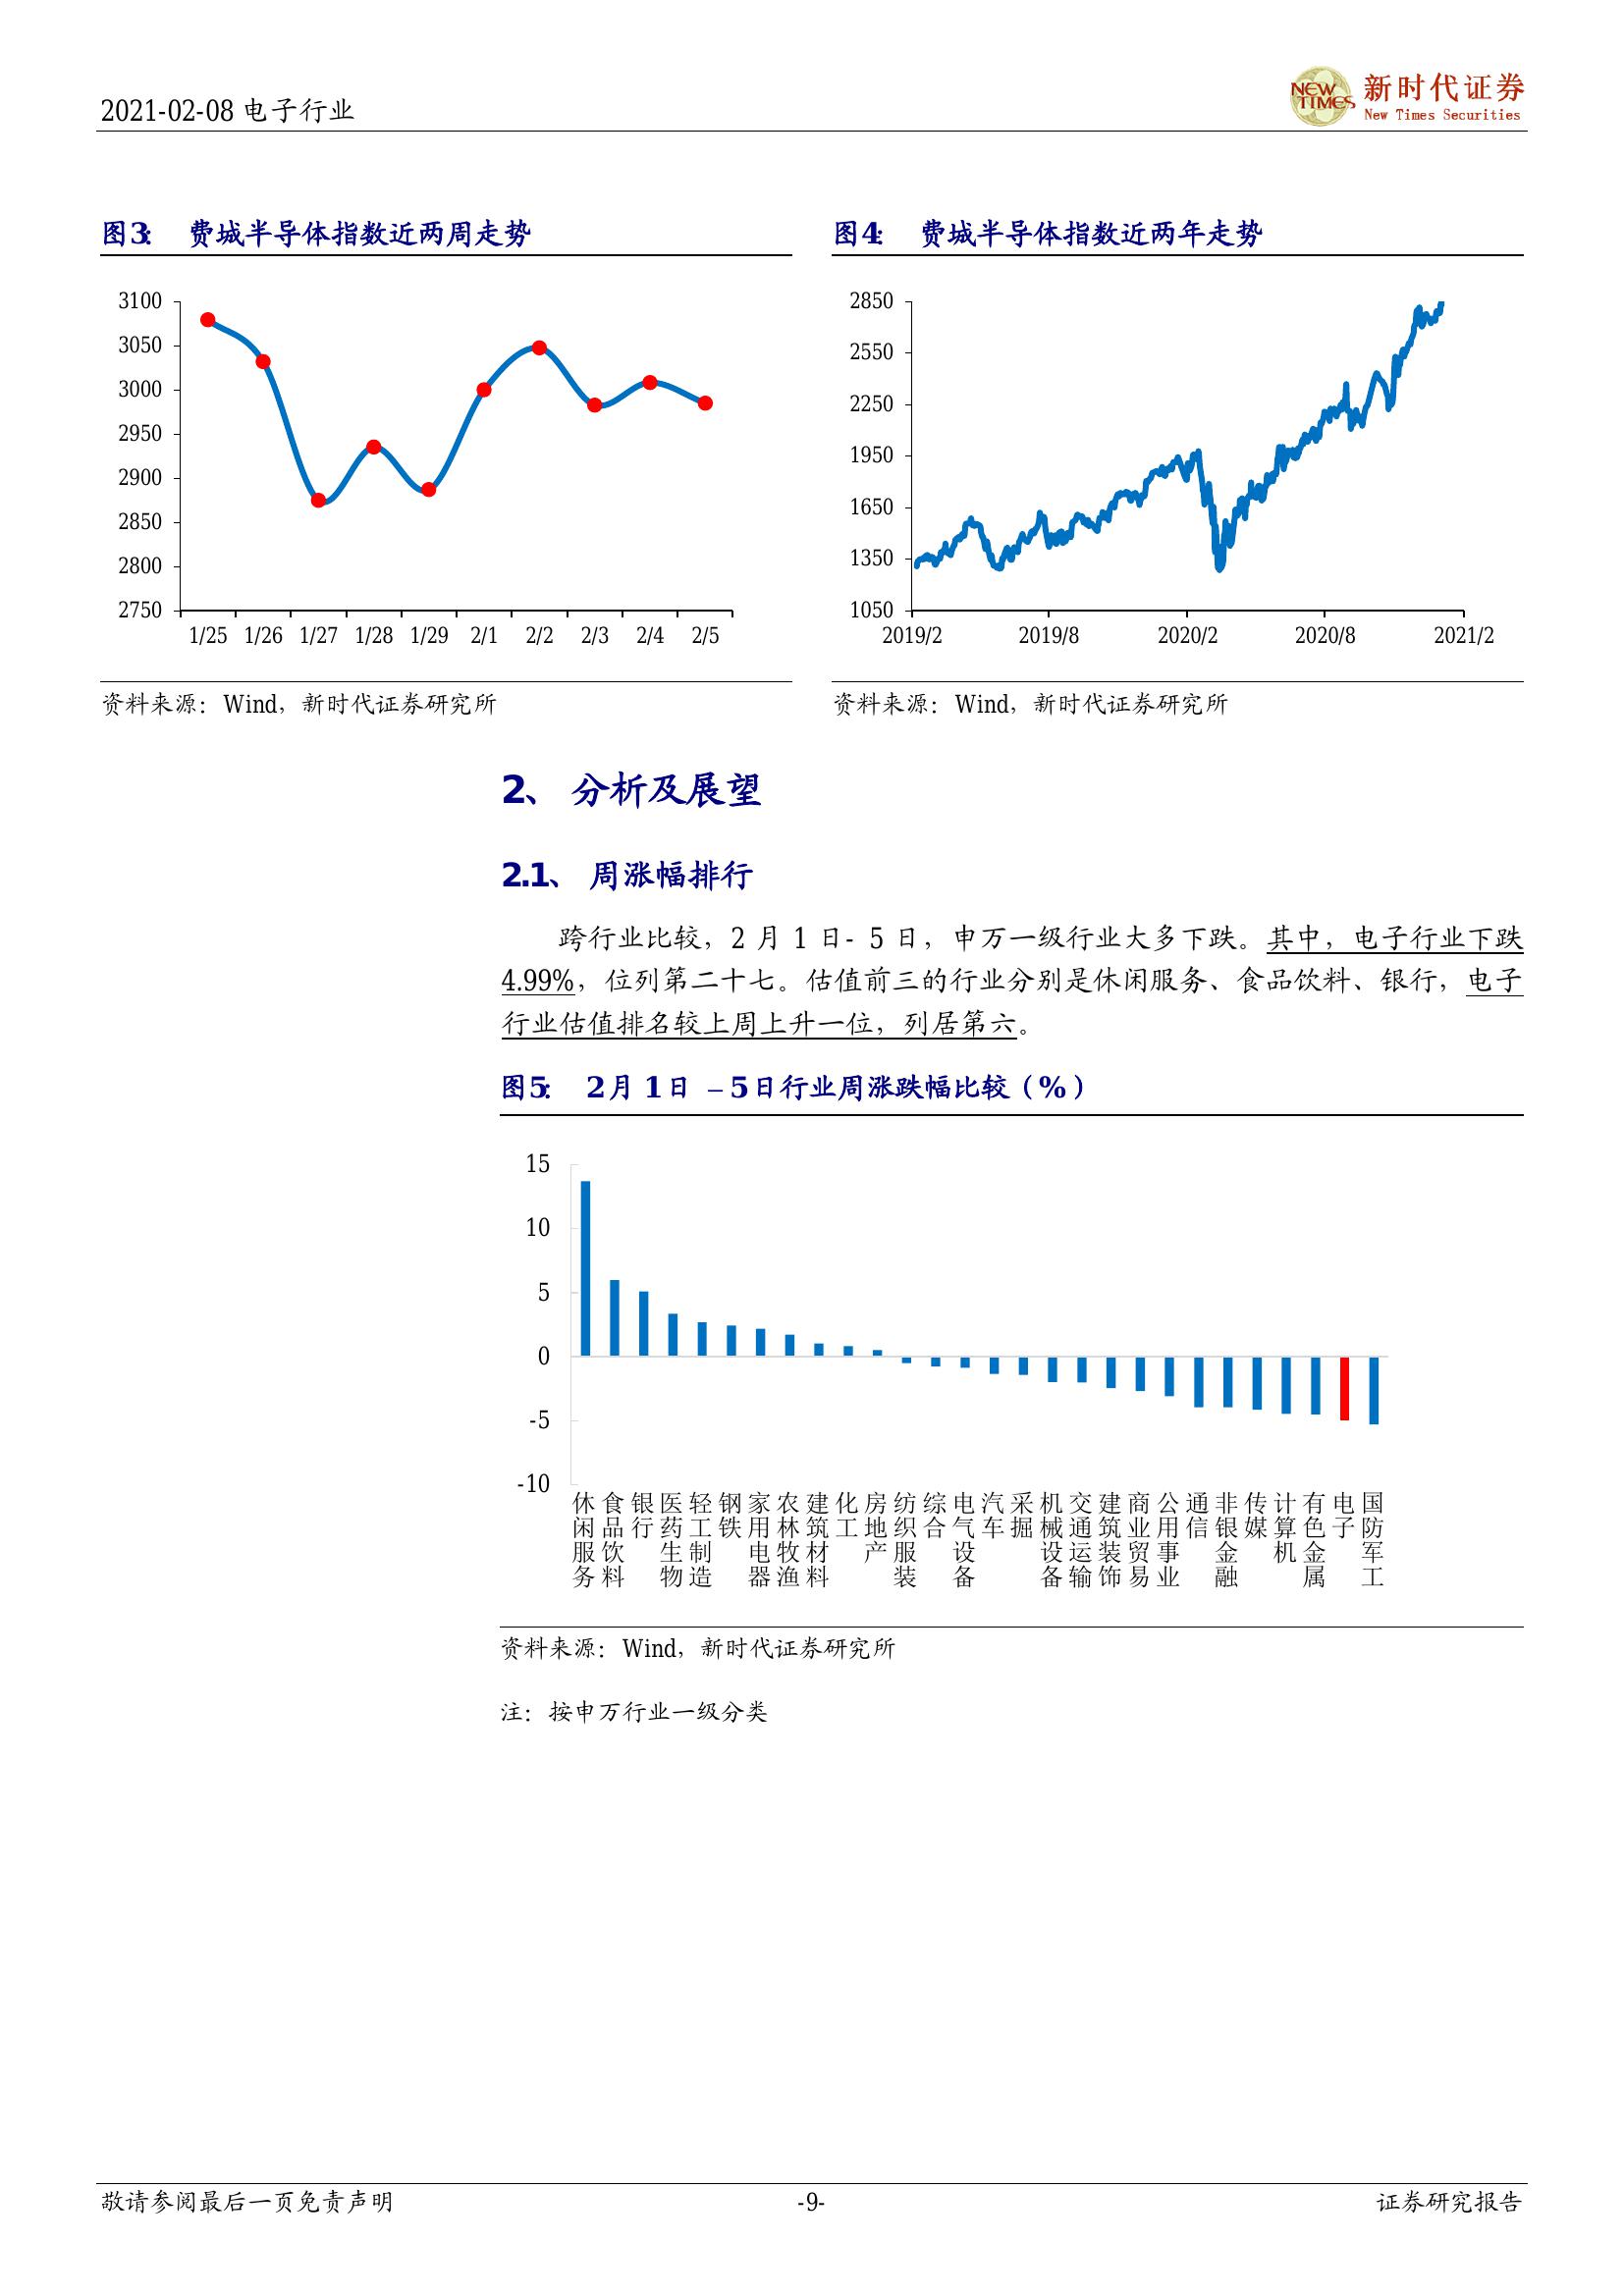 2021-02-08 电子行业
NEW TIMES
新时代证券
New Times Securities
图3： 费城半导体指数近两周走势
3100
3050
3000
2950
2900
2850
2800
2750
1/25 1/26 1/27 1/28 1/29 2/1 2/2 2/3 2/4 2/5
资料来源：Wind，新时代证券研究所
图4： 费城半导体指数近两年走势
2850
2550
2250
1950
1650
1350
1050
2019/2 2019/8 2020/2 2020/8 2021/2
资料来源：Wind，新时代证券研究所
2、 分析及展望
2.1、 周涨幅排行
跨行业比较，2 月 1 日- 5 日，申万一级行业大多下跌。其中，电子行业下跌
4.99%，位列第二十七。估值前三的行业分别是休闲服务、食品饮料、银行，电子
行业估值排名较上周上升一位，列居第六。
图5： 2月 1日 –5日行业周涨跌幅比较（%）
15
10
5
0
-5
-10
休闲服务
食品饮料
银行
医药生物
轻工制造
钢铁
家用电器
农林牧渔
建筑材料
化工
房地产
纺织服装
综合
电气设备
汽车
采掘
机械设备
交通运输
建筑装饰
商业贸易
公用事业
通信
非银金融
传媒
计算机
有色金属
电子
国防军工
资料来源：Wind，新时代证券研究所
注：按申万行业一级分类
敬请参阅最后一页免责声明
-9-
证券研究报告